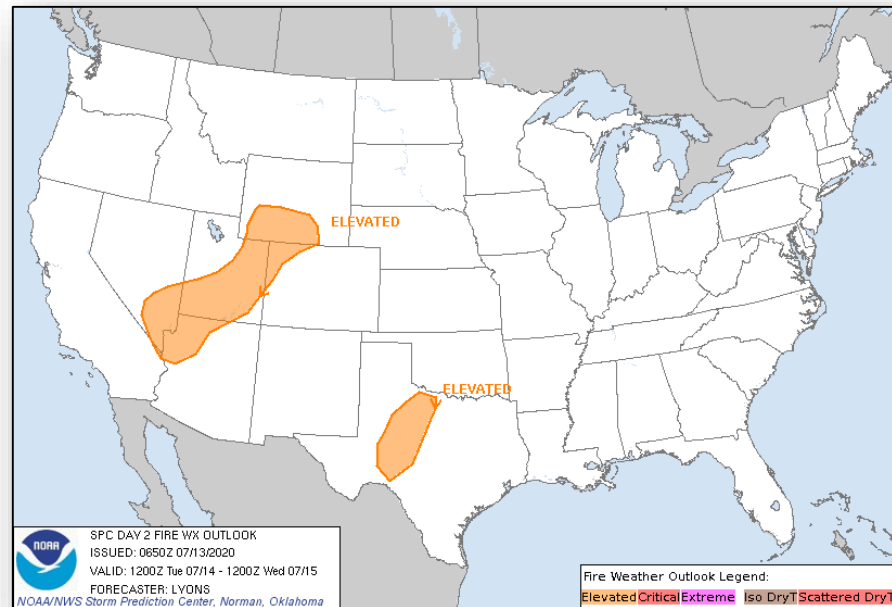 ELEVATED
ELEVATED
NOAA
SPC DAY 2 FIRE WX OUTLOOK
ISSUED: 0650Z 07/13/2020
VALID: 1200Z Tue 07/14 - 1200Z Wed 07/15
FORECASTER: LYONS
NOAA/NWS Storm Prediction Center, Norman, Oklahoma
Fire Weather Outlook Legend:
Elevated Critical Extreme Iso DryT Scattered DryT